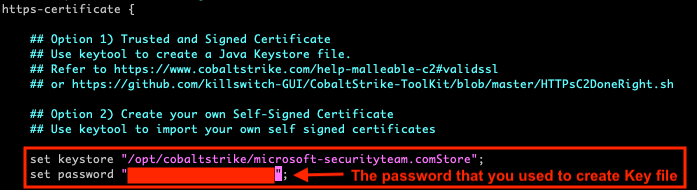 https-certificate {
## Option 1) Trusted and Signed Certificate
## Use keytool to create a Java Keystore file.
## Refer to https://www.cobaltstrike.com/help-malleable-c2#validssl
## or https://github.com/killswitch-GUI/CobaltStrike-ToolKit/blob/master/HTTPsC2DoneRight.sh
## Option 2) Create your own Self-Signed Certificate
## Use keytool to import your own self signed certificates
set keystore "/opt/cobaltstrike/microsoft-securityteam.comStore";
set password ""; The password that you used to create Key file